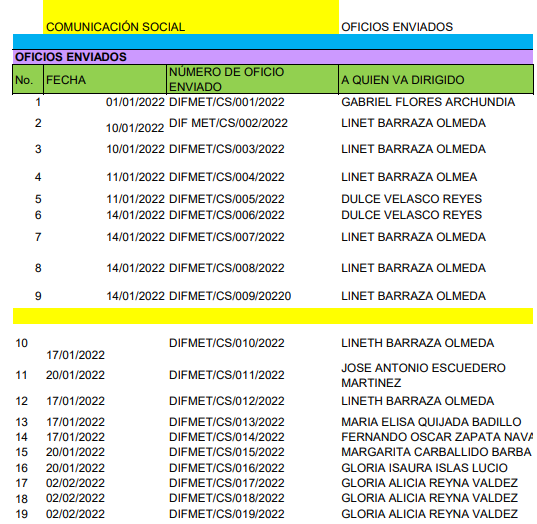 COMUNICACIÓN SOCIAL OFICIOS ENVIADOS
OFICIOS ENVIADOS
No. FECHA NÚMERO DE OFICIO ENVIADO A QUIEN VA DIRIGIDO
1 01/01/2022 DIFMET/CS/001/2022 GABRIEL FLORES ARCHUNDIA
2 10/01/2022 DIF MET/CS/002/2022 LINET BARRAZA OLMEDA
3 10/01/2022 DIFMET/CS/003/2022 LINET BARRAZA OLMEDA
4 11/01/2022 DIFMET/CS/004/2022 LINET BARRAZA OLMEA
5 11/01/2022 DIFMET/CS/005/2022 DULCE VELASCO REYES
6 14/01/2022 DIFMET/CS/006/2022 DULCE VELASCO REYES
7 14/01/2022 DIFMET/CS/007/2022 LINET BARRAZA OLMEDA
8 14/01/2022 DIFMET/CS/008/2022 LINET BARRAZA OLMEDA
9 14/01/2022 DIFMET/CS/009/20220 LINET BARRAZA OLMEDA
10 17/01/2022 DIFMET/CS/010/2022 LINETH BARRAZA OLMEDA
11 20/01/2022 DIFMET/CS/011/2022 JOSE ANTONIO ESCUEDERO MARTINEZ
12 17/01/2022 DIFMET/CS/012/2022 LINETH BARRAZA OLMEDA
13 17/01/2022 DIFMET/CS/013/2022 MARIA ELISA QUIJADA BADILLO
14 17/01/2022 DIFMET/CS/014/2022 FERNANDO OSCAR ZAPATA NAVA
15 20/01/2022 DIFMET/CS/015/2022 MARGARITA CARBALLIDO BARBA
16 20/01/2022 DIFMET/CS/016/2022 GLORIA ISAURA ISLAS LUCIO
17 02/02/2022 DIFMET/CS/017/2022 GLORIA ALICIA REYNA VALDEZ
18 02/02/2022 DIFMET/CS/018/2022 GLORIA ALICIA REYNA VALDEZ
19 02/02/2022 DIFMET/CS/019/2022 GLORIA ALICIA REYNA VALDEZ